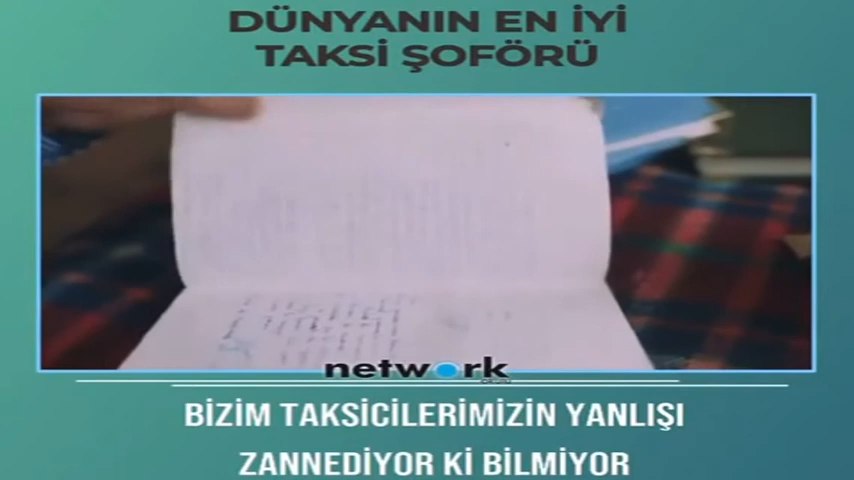 DÜNYANIN EN İYİ
TAKSİ ŞOFÖRÜ
network
BİZİM TAKSİCİLERİMİZİN YANLIŞI
ZANNEDİYOR Kİ BİLMİYOR